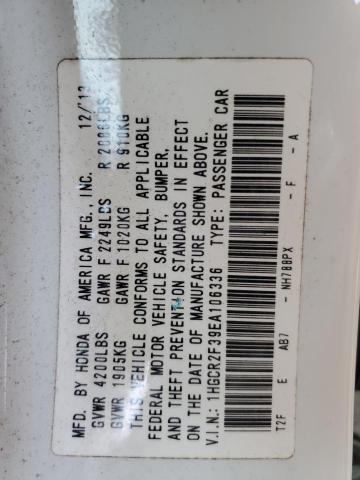 MFD. BY HONDA OF AMERICA MFG., INC. 12/13
GVWR 4200LBS GAWR F 2249LBS R 2006LBS
GVWR 1905KG GAWR F 1020KG R 910KG
THIS VEHICLE CONFORMS TO ALL APPLICABLE
FEDERAL MOTOR VEHICLE SAFETY, BUMPER,
AND THEFT PREVENTION STANDARDS IN EFFECT
ON THE DATE OF MANUFACTURE SHOWN ABOVE.
V.I.N.: 1HGCR2F39EA106336 TYPE: PASSENGER CAR
T2F E AB7 - NH788PX - F - A